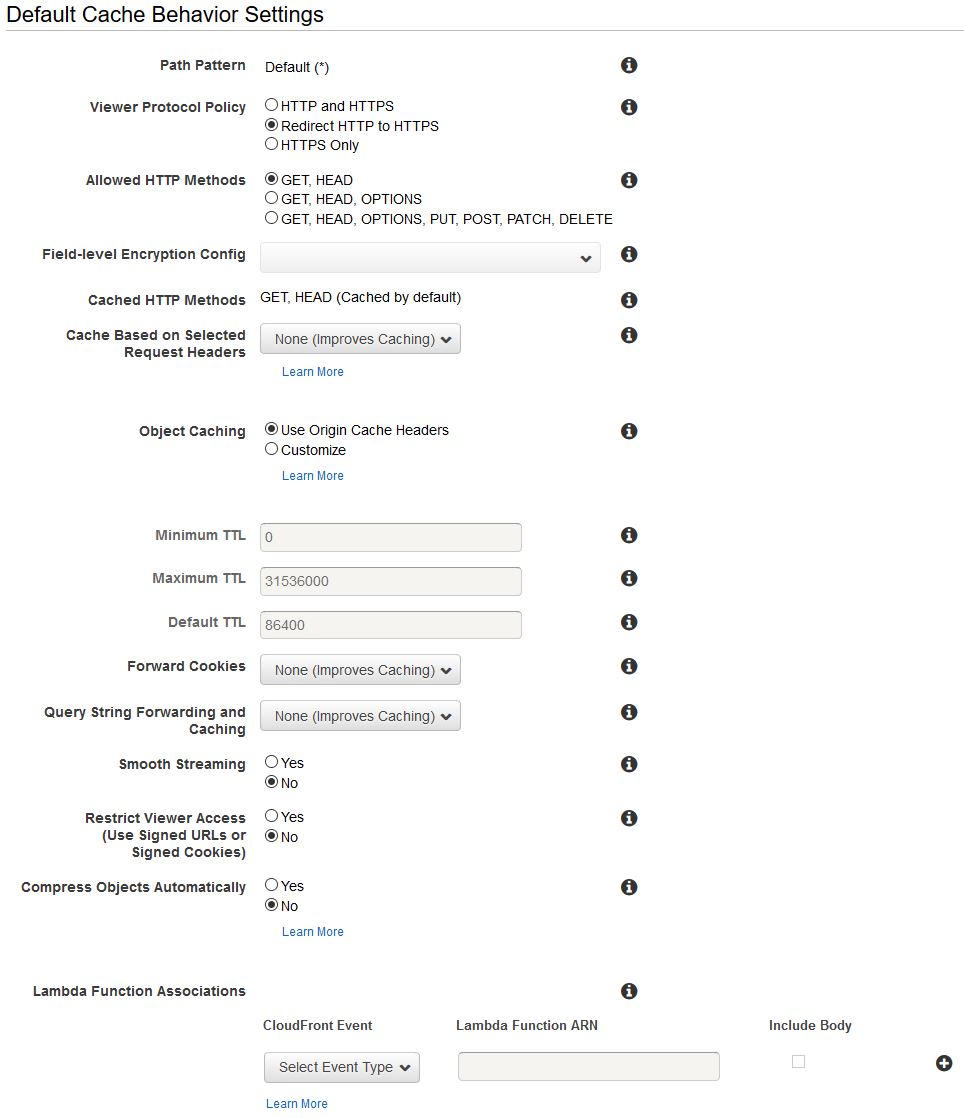 Default Cache Behavior Settings
Path Pattern
Default (*)
Viewer Protocol Policy
HTTP and HTTPS
Redirect HTTP to HTTPS
HTTPS Only
Allowed HTTP Methods
GET, HEAD
GET, HEAD, OPTIONS
GET, HEAD, OPTIONS, PUT, POST, PATCH, DELETE
Field-level Encryption Config
Cached HTTP Methods
GET, HEAD (Cached by default)
Cache Based on Selected
Request Headers
None (Improves Caching)
Learn More
Object Caching
Use Origin Cache Headers
Customize
Learn More
Minimum TTL
0
Maximum TTL
31536000
Default TTL
86400
Forward Cookies
None (Improves Caching)
Query String Forwarding and
Caching
None (Improves Caching)
Smooth Streaming
Yes
No
Restrict Viewer Access
(Use Signed URLs or
Signed Cookies)
Yes
No
Compress Objects Automatically
Yes
No
Learn More
Lambda Function Associations
CloudFront Event
Lambda Function ARN
Include Body
Select Event Type
Learn More